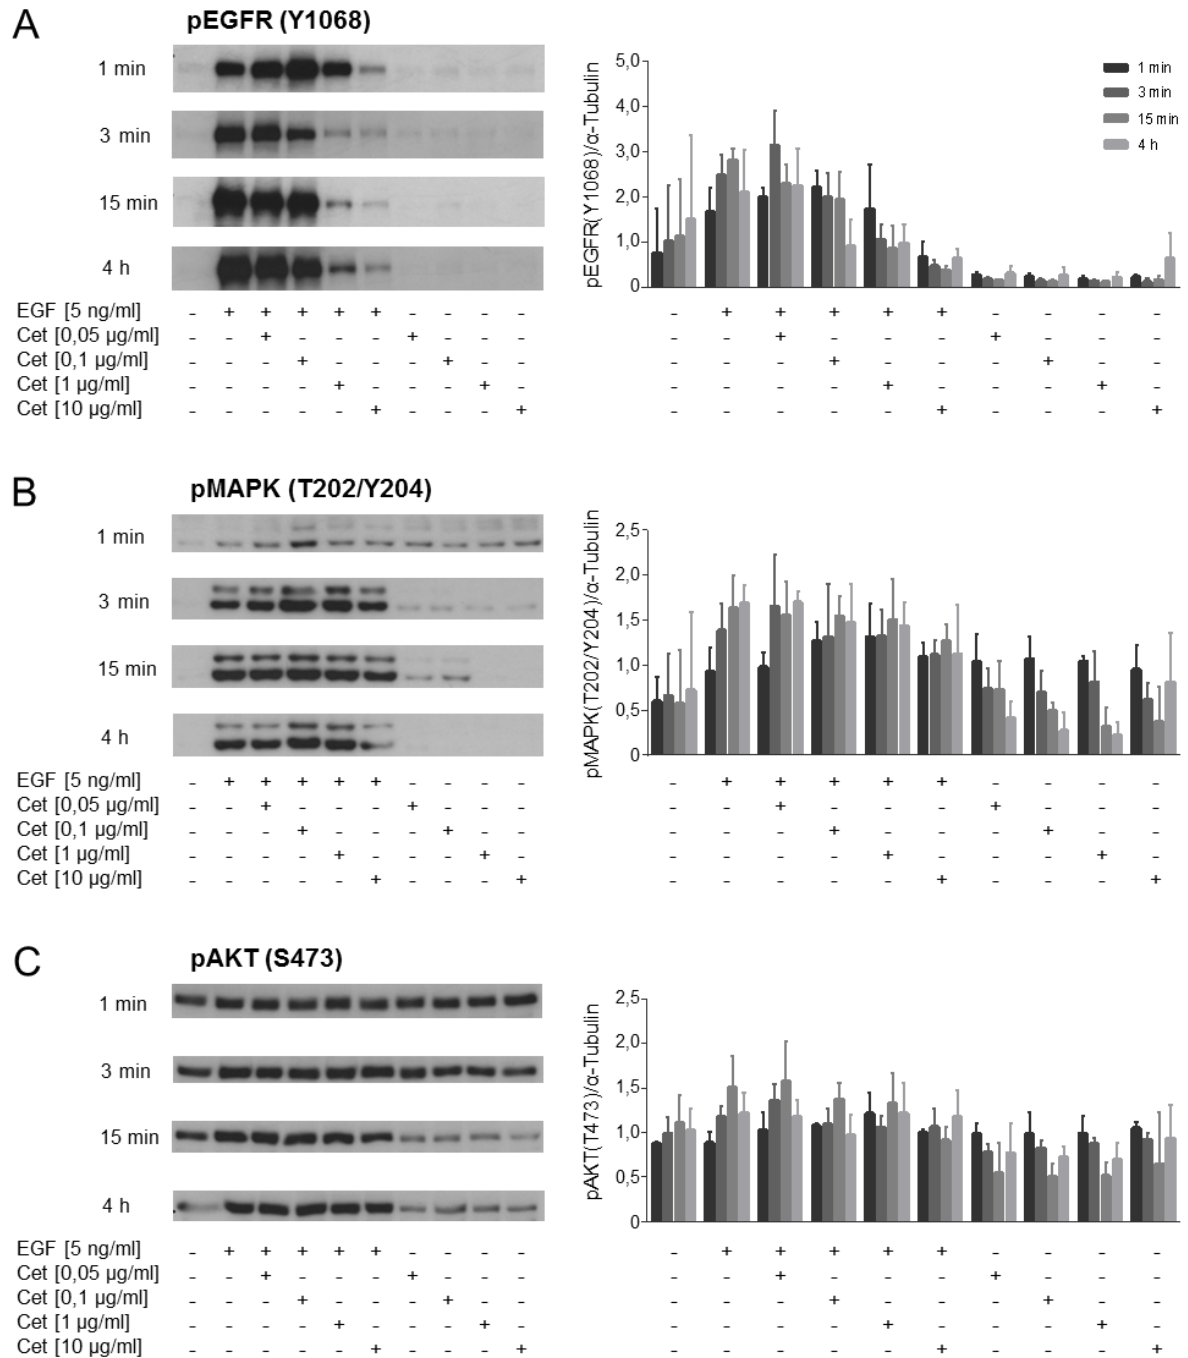 A
pEGFR (Y1068)
1 min
3 min
15 min
4 h
EGF [5 ng/ml] - + + + + + - - - -
Cet [0,05 µg/ml] - - + - - - + - - -
Cet [0,1 µg/ml] - - - + - - - + - -
Cet [1 µg/ml] - - - - + - - - + -
Cet [10 µg/ml] - - - - - + - - - +
pEGFR(Y1068)/α-Tubulin
5,0
4,0
3,0
2,0
1,0
0
1 min
3 min
15 min
4 h
- + + + + + - - - -
- - + - - - + - - -
- - - + - - - + - -
- - - - + - - - + -
- - - - - + - - - +
B
pMAPK (T202/Y204)
1 min
3 min
15 min
4 h
EGF [5 ng/ml] - + + + + + - - - -
Cet [0,05 µg/ml] - - + - - - + - - -
Cet [0,1 µg/ml] - - - + - - - + - -
Cet [1 µg/ml] - - - - + - - - + -
Cet [10 µg/ml] - - - - - + - - - +
pMAPK(T202/Y204)/α-Tubulin
2,5
2,0
1,5
1,0
0,5
0
- + + + + + - - - -
- - + - - - + - - -
- - - + - - - + - -
- - - - + - - - + -
- - - - - + - - - +
C
pAKT (S473)
1 min
3 min
15 min
4 h
EGF [5 ng/ml] - + + + + + - - - -
Cet [0,05 µg/ml] - - + - - - + - - -
Cet [0,1 µg/ml] - - - + - - - + - -
Cet [1 µg/ml] - - - - + - - - + -
Cet [10 µg/ml] - - - - - + - - - +
pAKT(T473)/α-Tubulin
2,5
2,0
1,5
1,0
0,5
0
- + + + + + - - - -
- - + - - - + - - -
- - - + - - - + - -
- - - - + - - - + -
- - - - - + - - - +